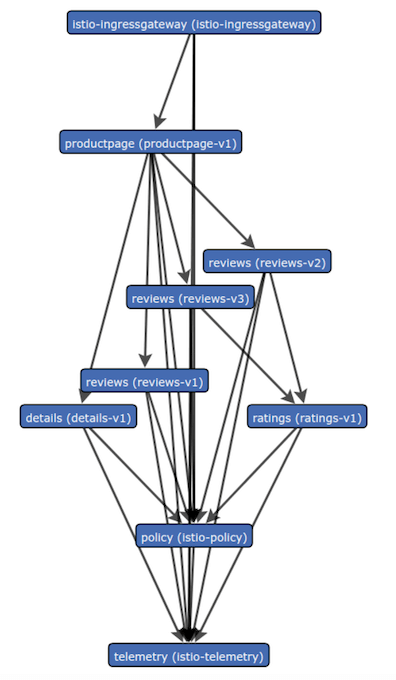 istio-ingressgateway (istio-ingressgateway)
productpage (productpage-v1)
reviews (reviews-v2)
reviews (reviews-v3)
reviews (reviews-v1)
details (details-v1)
ratings (ratings-v1)
policy (istio-policy)
telemetry (istio-telemetry)